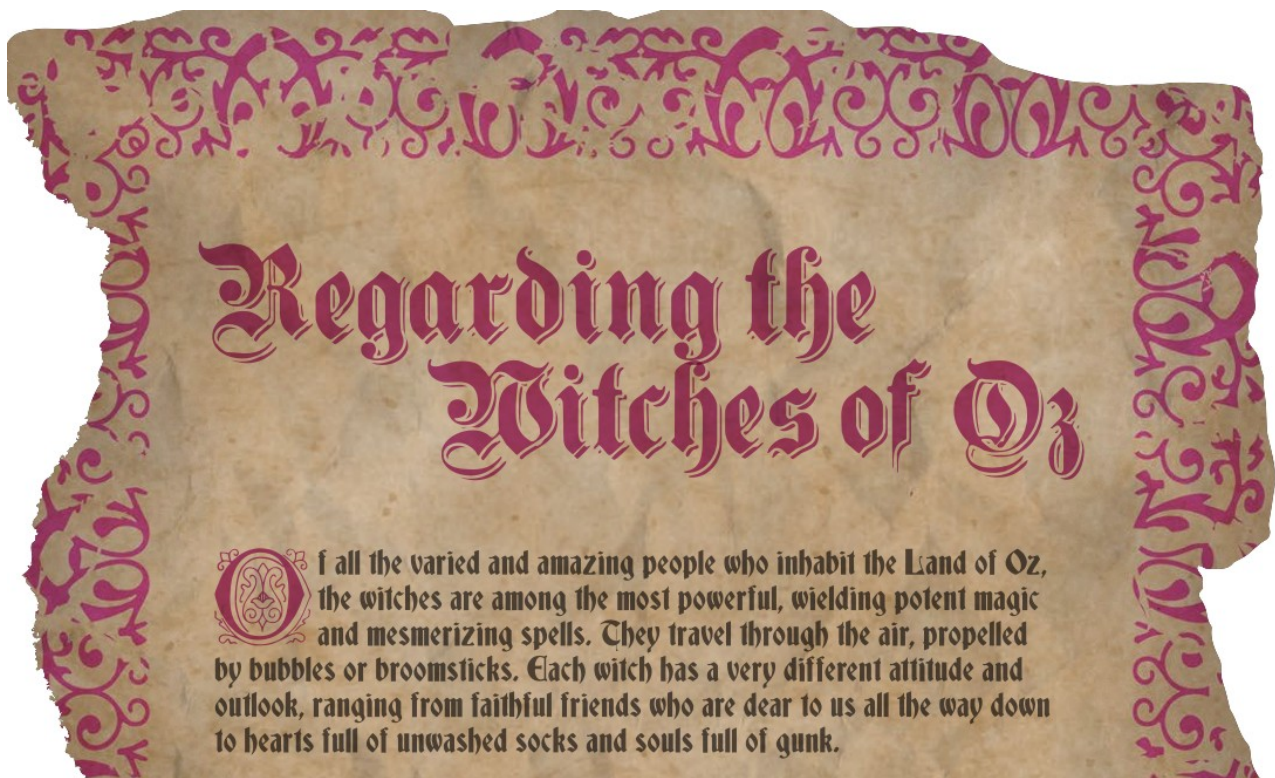 Regarding the
Witches of Oz
Of all the varied and amazing people who inhabit the Land of Oz,
the witches are among the most powerful, wielding potent magic
and mesmerizing spells. They travel through the air, propelled
by bubbles or broomsticks. Each witch has a very different attitude and
outlook, ranging from faithful friends who are dear to us all the way down
to hearts full of unwashed socks and souls full of gunk.